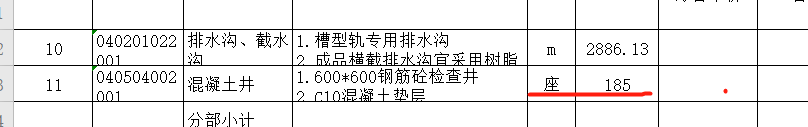 10 040201022001 排水沟、截水沟 1.槽型轨专用排水沟 m 2886.13
2.成品横截排水沟宜采用树脂
11 040504002001 混凝土井 1.600*600钢筋砼检查井 座 185
2.C10混凝土垫层
分部小计